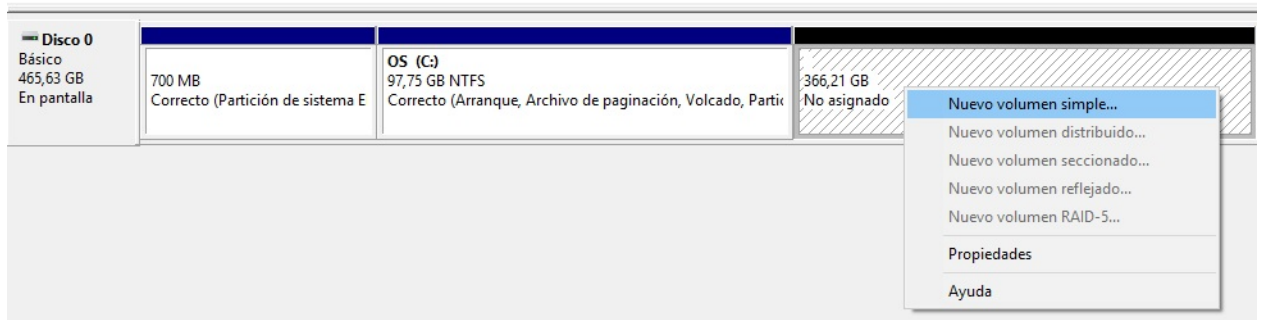 Disco 0
Básico
465,63 GB
En pantalla
700 MB
Correcto (Partición de sistema E
OS (C:)
97,75 GB NTFS
Correcto (Arranque, Archivo de paginación, Volcado, Partic
366,21 GB
No asignado
Nuevo volumen simple...
Nuevo volumen distribuido...
Nuevo volumen seccionado...
Nuevo volumen reflejado...
Nuevo volumen RAID-5...
Propiedades
Ayuda